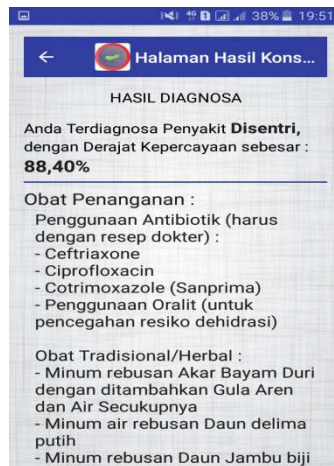 4G 1 38% 19:51
Halaman Hasil Kons...
HASIL DIAGNOSA
Anda Terdiagnosa Penyakit Disentri,
dengan Derajat Kepercayaan sebesar :
88,40%
Obat Penanganan :
Penggunaan Antibiotik (harus
dengan resep dokter) :
- Ceftriaxone
- Ciprofloxacin
- Cotrimoxazole (Sanprima)
- Penggunaan Oralit (untuk
pencegahan resiko dehidrasi)
Obat Tradisional/Herbal :
- Minum rebusan Akar Bayam Duri
dengan ditambahkan Gula Aren
dan Air Secukupnya
- Minum air rebusan Daun delima
putih
- Minum rebusan Daun Jambu biji